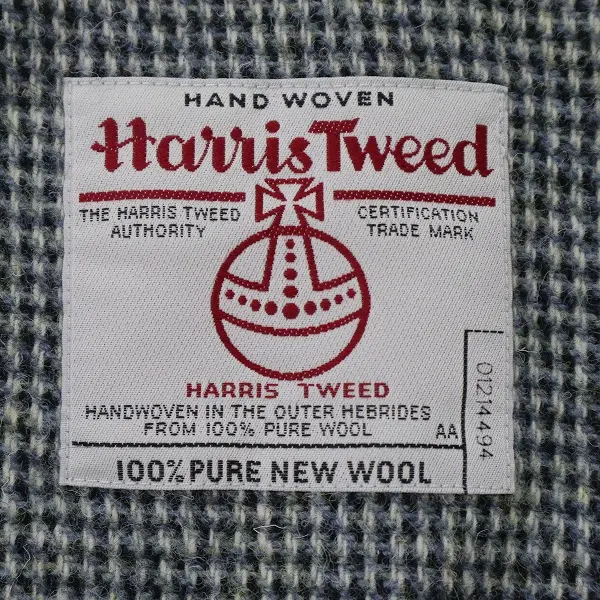 HAND WOVEN
Harris Tweed
THE HARRIS TWEED
AUTHORITY
CERTIFICATION
TRADE MARK
HARRIS TWEED
HANDWOVEN IN THE OUTER HEBRIDES
FROM 100% PURE WOOL
AA
01214494
100% PURE NEW WOOL